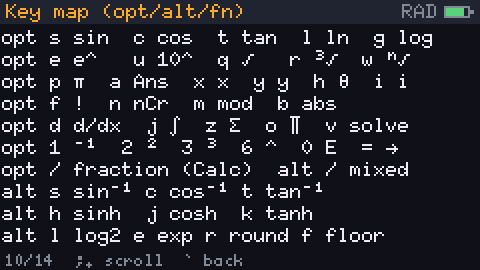 Key map (opt/alt/fn) RAD
opt s sin c cos t tan l ln g log
opt e e^ u 10^ q √ r ³√ w ⁿ√
opt p π a Ans x x y y h θ i i
opt f ! n nCr m mod b abs
opt d d/dx j ∫ z Σ o ∏ v solve
opt 1 ⁻¹ 2 ² 3 ³ 6 ^ 0 E = →
opt / fraction (Calc) alt / mixed
alt s sin⁻¹ c cos⁻¹ t tan⁻¹
alt h sinh j cosh k tanh
alt l log2 e exp r round f floor
10/14 ;. scroll ` back